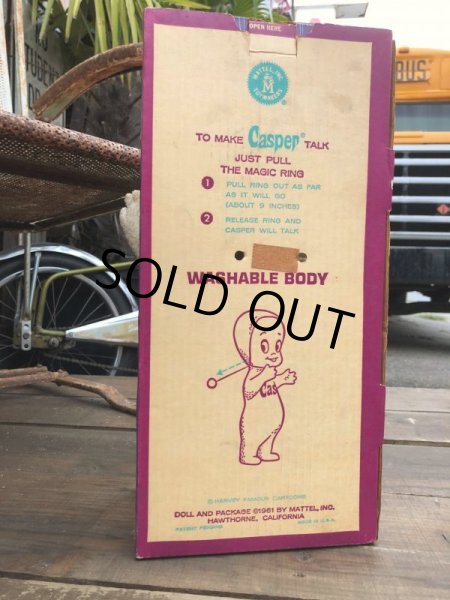 OPEN HERE
MATTEL, INC.
M
TOYMAKERS
®
TO MAKE Casper® TALK
JUST PULL
THE MAGIC RING
1 PULL RING OUT AS FAR
AS IT WILL GO
(ABOUT 9 INCHES)
2 RELEASE RING AND
CASPER WILL TALK
WASHABLE BODY
SOLD OUT
Cas
© HARVEY FAMOUS CARTOONS
DOLL AND PACKAGE ©1961 BY MATTEL, INC.
HAWTHORNE, CALIFORNIA
PATENT PENDING
MADE IN U.S.A.
BUS